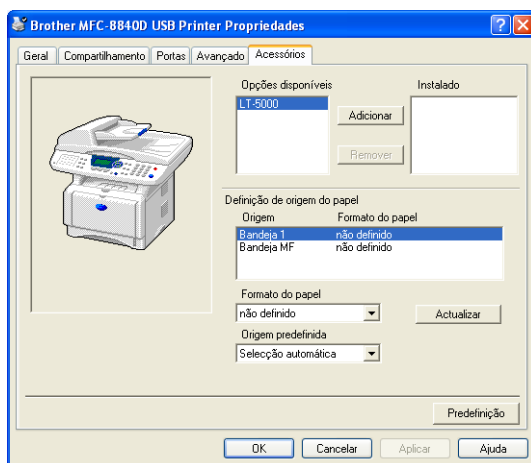 Brother MFC-8840D USB Printer Propriedades
Geral Compartilhamento Portas Avançado Acessórios
Opções disponíveis Instalado
LT-5000
Adicionar
Remover
Definição de origem do papel
Origem Formato do papel
Bandeja 1 não definido
Bandeja MF não definido
Formato do papel
não definido Actualizar
Origem predefinida
Selecção automática
Predefinição
OK Cancelar Aplicar Ajuda